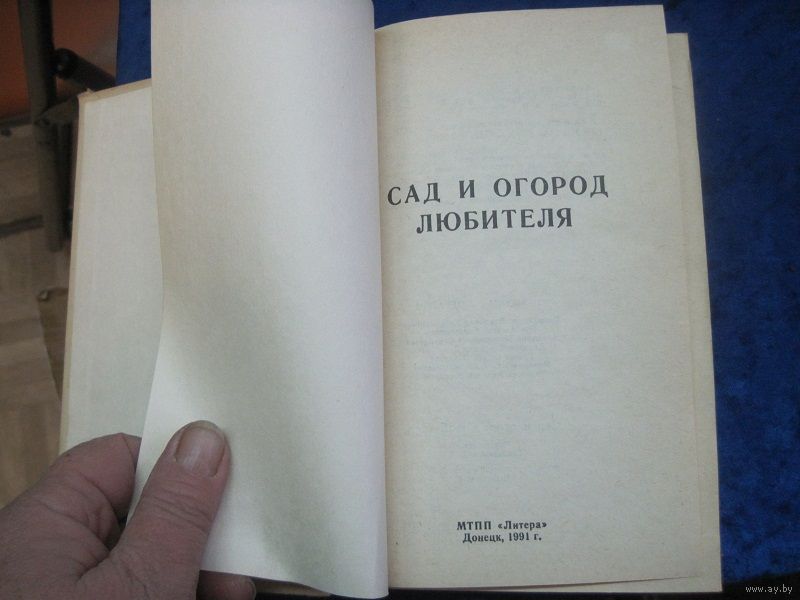 САД И ОГОРОД
ЛЮБИТЕЛЯ
МТПП «Литера»
Донецк, 1991 г.
www.ay.by